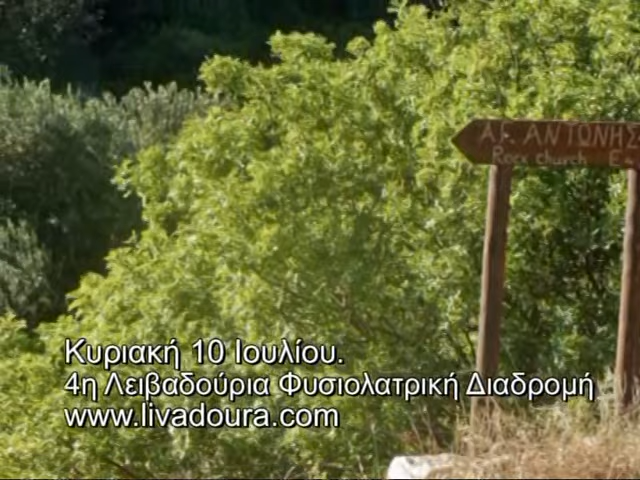 ΑΓ. ΑΝΤΩΝΗΣ
Rock church
Κυριακή 10 Ιουλίου.
4η Λειβαδούρια Φυσιολατρική Διαδρομή
www.livadoura.com